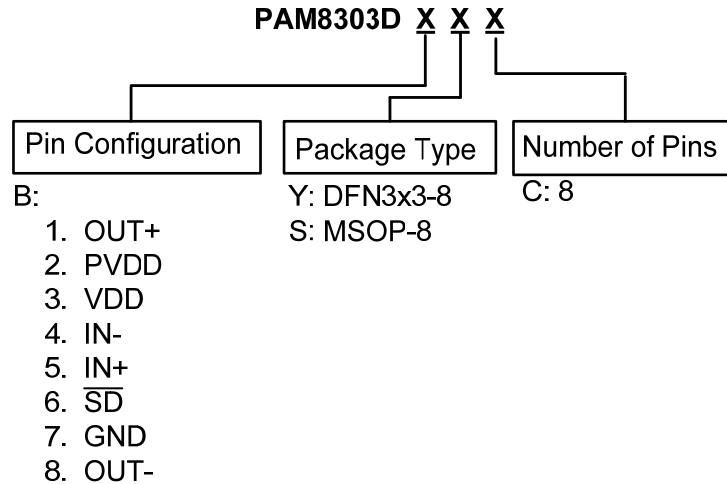 PAM8303D X X X
Pin Configuration
Package Type
Number of Pins
B:
1. OUT+
2. PVDD
3. VDD
4. IN-
5. IN+
6. S̅D̅
7. GND
8. OUT-
Y: DFN3x3-8
S: MSOP-8
C: 8